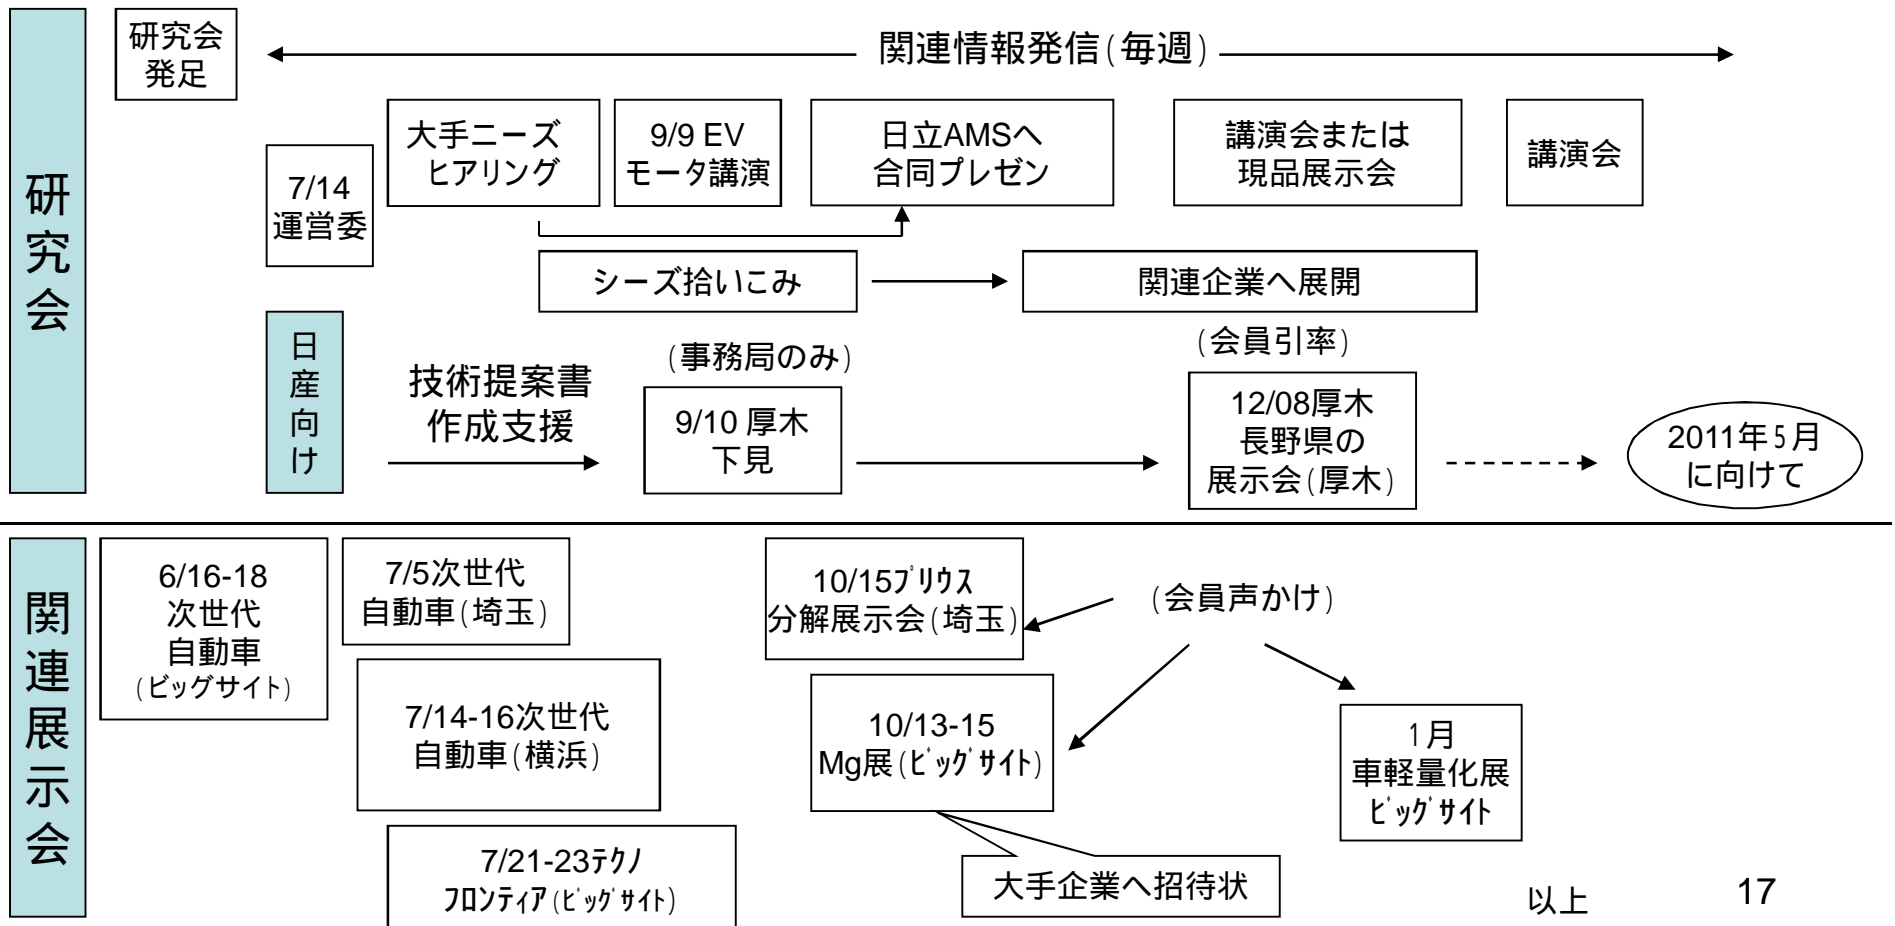 研究会
研究会
発足
関連情報発信(毎週)
7/14
運営委
大手ニーズ
ヒアリング
9/9 EV
モータ講演
日立AMSへ
合同プレゼン
講演会または
現品展示会
講演会
シーズ拾いこみ
関連企業へ展開
日産向け
技術提案書
作成支援
(事務局のみ)
9/10 厚木
下見
(会員引率)
12/08厚木
長野県の
展示会(厚木)
2011年5月
に向けて
関連展示会
6/16-18
次世代
自動車
(ビッグサイト)
7/5次世代
自動車(埼玉)
7/14-16次世代
自動車(横浜)
7/21-23ﾃｸﾉ
ﾌﾛﾝﾃｨｱ(ﾋﾞｯｸﾞｻｲﾄ)
10/15ﾌﾟﾘｳｽ
分解展示会(埼玉)
(会員声かけ)
10/13-15
Mg展(ﾋﾞｯｸﾞｻｲﾄ)
大手企業へ招待状
1月
車軽量化展
ﾋﾞｯｸﾞｻｲﾄ
以上
17